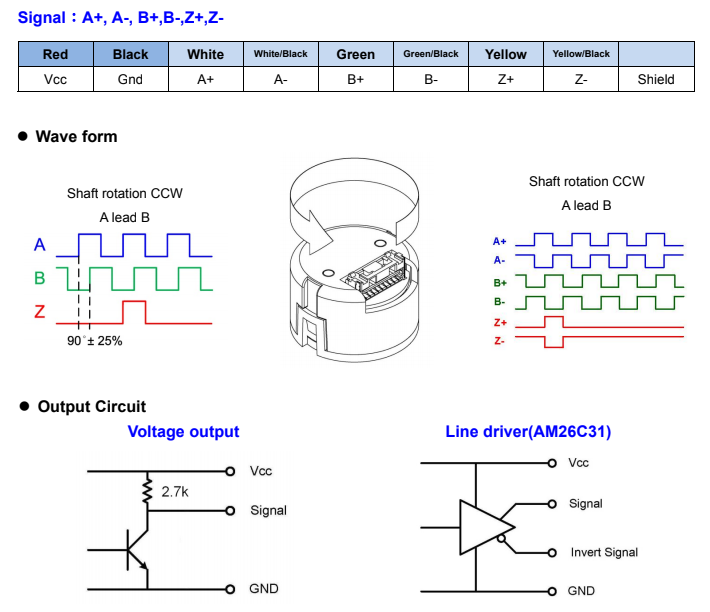 Signal：A+, A-, B+,B-,Z+,Z-
Red Black White White/Black Green Green/Black Yellow Yellow/Black
Vcc Gnd A+ A- B+ B- Z+ Z- Shield
● Wave form
Shaft rotation CCW
A lead B
A
B
Z
90°± 25%
Shaft rotation CCW
A lead B
A+
A-
B+
B-
Z+
Z-
● Output Circuit
Voltage output
Vcc
2.7k
Signal
GND
Line driver(AM26C31)
Vcc
Signal
Invert Signal
GND